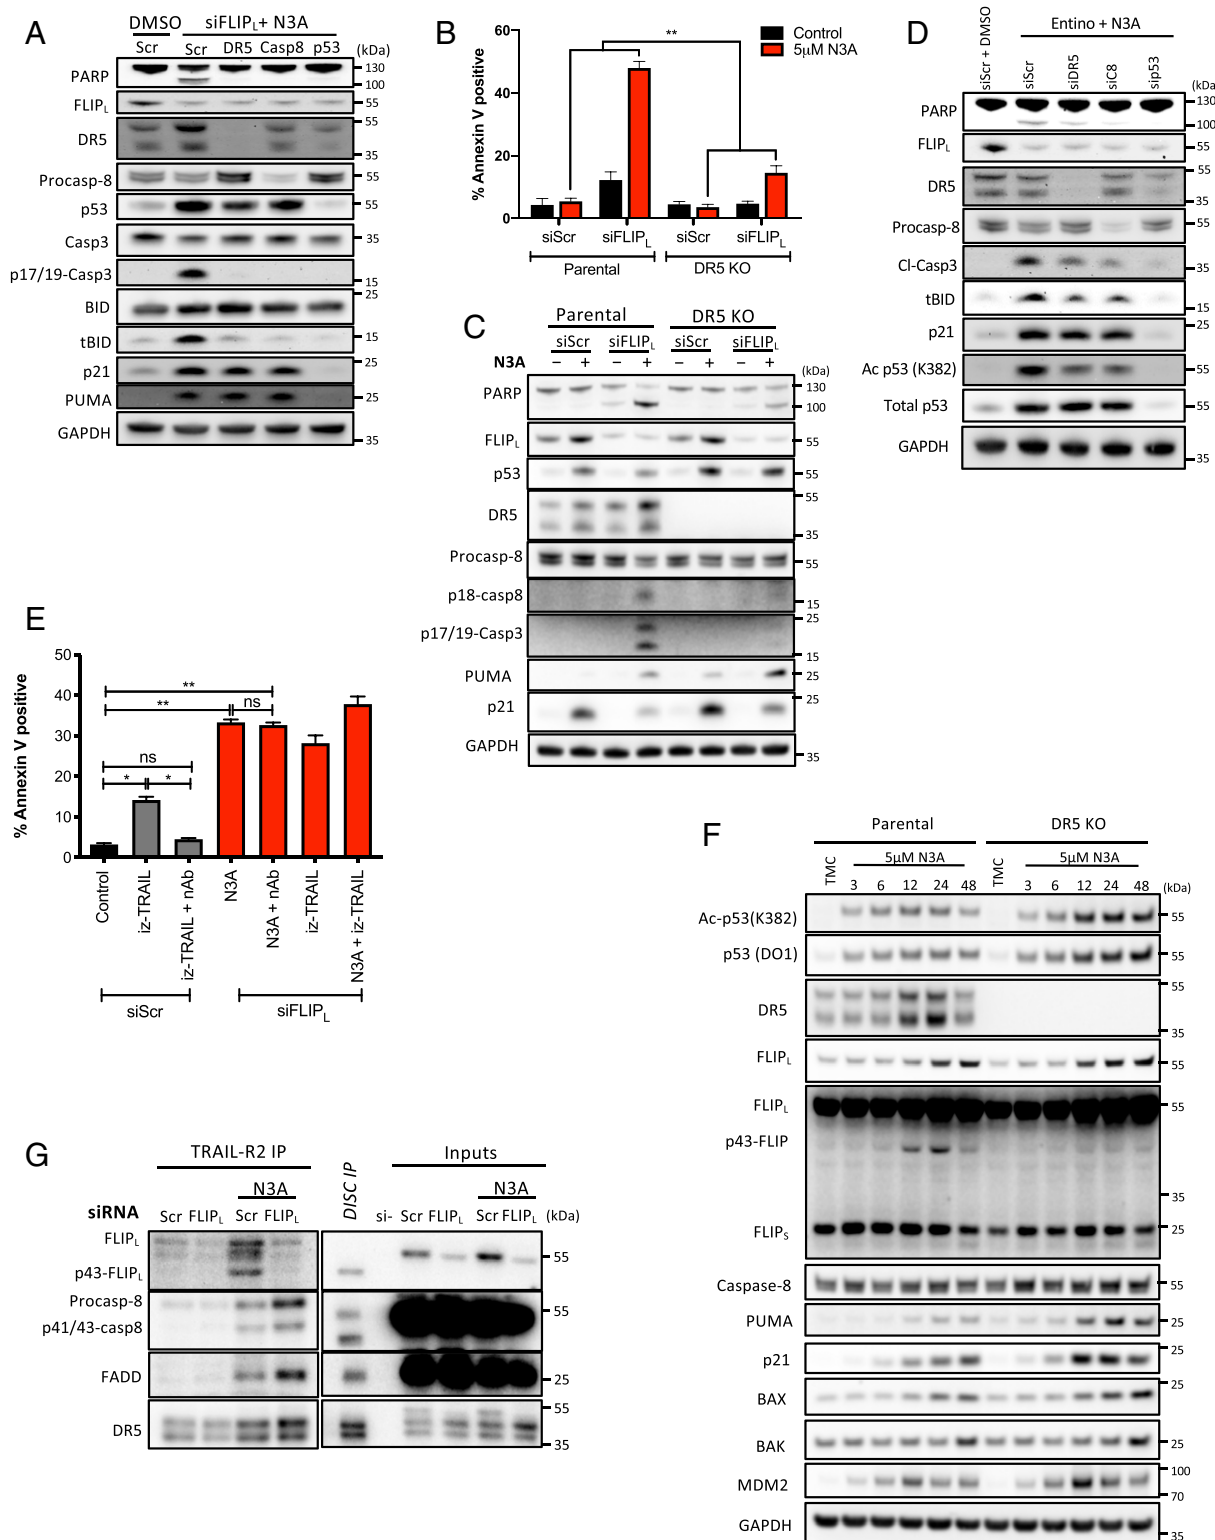 A
DMSO siFLIPL+ N3A
Scr Scr DR5 Casp8 p53 (kDa)
PARP 130
100
FLIPL 55
DR5 55
35
Procasp-8 55
p53 55
Casp3 35
p17/19-Casp3 15
BID 25
tBID 15
p21 25
PUMA 25
GAPDH 35
B
% Annexin V positive
60
40
20
0
**
Control
5µM N3A
siScr siFLIPL siScr siFLIPL
Parental DR5 KO
C
Parental DR5 KO
siScr siFLIPL siScr siFLIPL
N3A – + – + – + – + (kDa)
PARP 130
100
FLIPL 55
p53 55
DR5 55
35
Procasp-8 55
p18-casp8 15
p17/19-Casp3 25
15
PUMA 25
p21 25
GAPDH 35
D
Entino + N3A
siScr + DMSO siScr siDR5 siC8 sip53 (kDa
PARP 130
100
FLIPL 55
DR5 55
35
Procasp-8 55
Cl-Casp3 35
tBID 15
p21 25
Ac p53 (K382) 55
Total p53 55
GAPDH 35
E
% Annexin V positive
50
40
30
20
10
0
**
** ns
ns
* *
Control iz-TRAIL iz-TRAIL + nAb N3A N3A + nAb iz-TRAIL N3A + iz-TRAIL
siScr siFLIPL
F
Parental DR5 KO
TMC 5µM N3A TMC 5µM N3A
3 6 12 24 48 3 6 12 24 48 (kDa)
Ac-p53(K382) 55
p53 (DO1) 55
DR5 55
35
FLIPL 55
FLIPL 55
p43-FLIP
35
FLIPS 25
Caspase-8 55
PUMA 25
p21 25
BAX 25
BAK 25
MDM2 100
70
GAPDH 35
G
TRAIL-R2 IP DISC IP Inputs
N3A N3A
siRNA Scr FLIPL Scr FLIPL si- Scr FLIPL Scr FLIPL (kDa)
FLIPL 55
p43-FLIPL
Procasp-8 55
p41/43-casp8
FADD 25
DR5 55
35